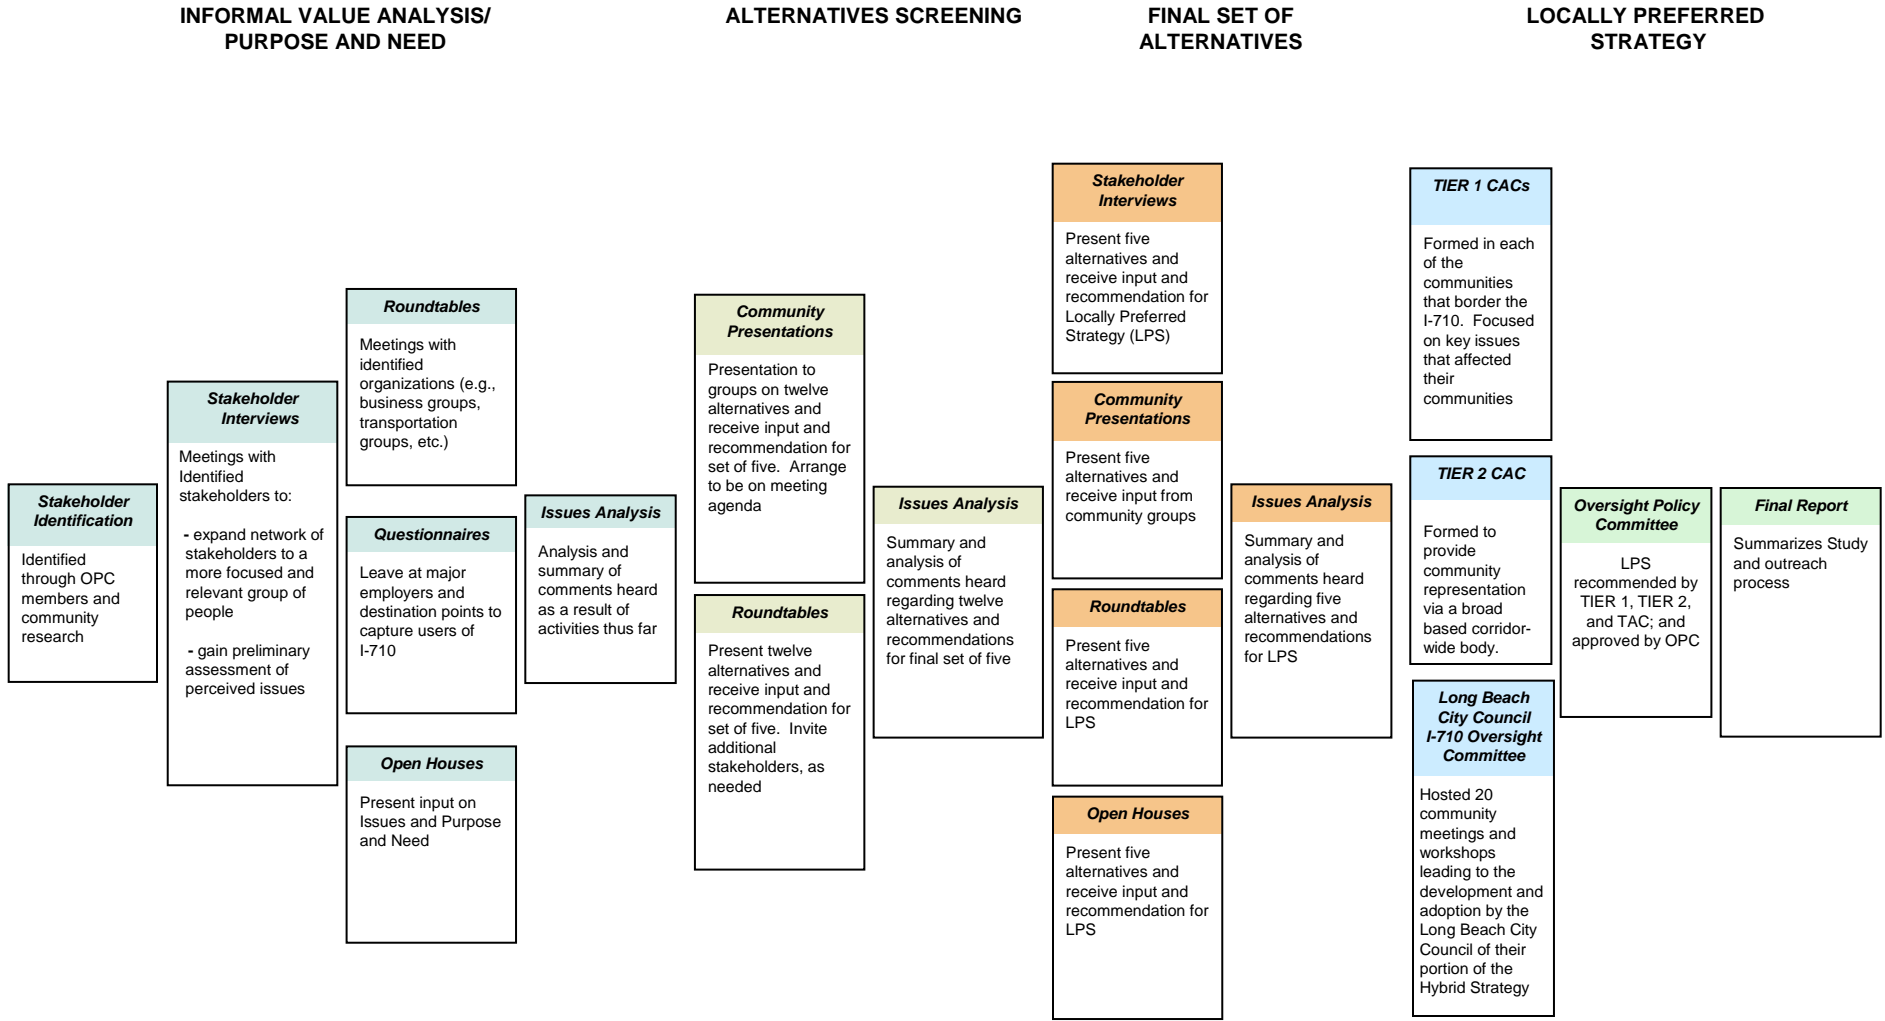 INFORMAL VALUE ANALYSIS/
PURPOSE AND NEED
ALTERNATIVES SCREENING
FINAL SET OF
ALTERNATIVES
LOCALLY PREFERRED
STRATEGY
Stakeholder
Identification
Identified
through OPC
members and
community
research
Stakeholder
Interviews
Meetings with
Identified
stakeholders to:
- expand network of
stakeholders to a
more focused and
relevant group of
people
- gain preliminary
assessment of
perceived issues
Roundtables
Meetings with
identified
organizations (e.g.,
business groups,
transportation
groups, etc.)
Questionnaires
Leave at major
employers and
destination points to
capture users of
I-710
Open Houses
Present input on
Issues and Purpose
and Need
Issues Analysis
Analysis and
summary of
comments heard
as a result of
activities thus far
Community
Presentations
Presentation to
groups on twelve
alternatives and
receive input and
recommendation for
set of five.  Arrange
to be on meeting
agenda
Roundtables
Present twelve
alternatives and
receive input and
recommendation for
set of five.  Invite
additional
stakeholders, as
needed
Issues Analysis
Summary and
analysis of
comments heard
regarding twelve
alternatives and
recommendations
for final set of five
Stakeholder
Interviews
Present five
alternatives and
receive input and
recommendation for
Locally Preferred
Strategy (LPS)
Community
Presentations
Present five
alternatives and
receive input from
community groups
Roundtables
Present five
alternatives and
receive input and
recommendation for
LPS
Open Houses
Present five
alternatives and
receive input and
recommendation for
LPS
Issues Analysis
Summary and
analysis of
comments heard
regarding five
alternatives and
recommendations
for LPS
TIER 1 CACs
Formed in each
of the
communities
that border the
I-710.  Focused
on key issues
that affected
their
communities
TIER 2 CAC
Formed to
provide
community
representation
via a broad
based corridor-
wide body.
Long Beach
City Council
I-710 Oversight
Committee
Hosted 20
community
meetings and
workshops
leading to the
development and
adoption by the
Long Beach City
Council of their
portion of the
Hybrid Strategy
Oversight Policy
Committee
LPS
recommended by
TIER 1, TIER 2,
and TAC; and
approved by OPC
Final Report
Summarizes Study
and outreach
process